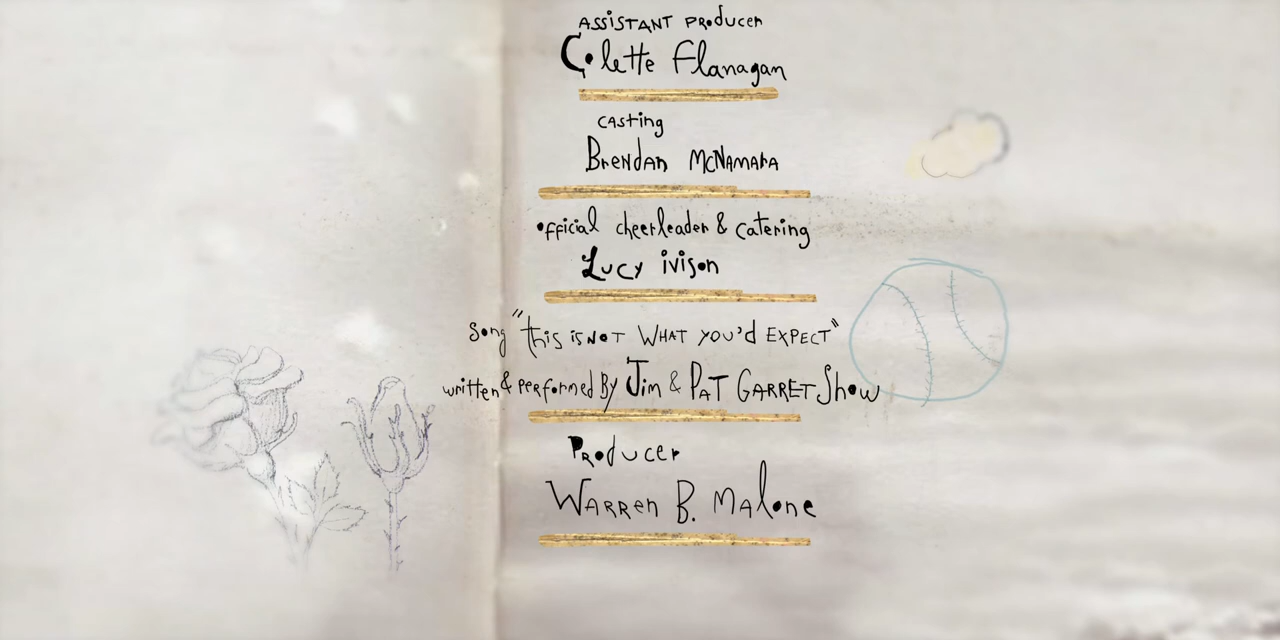 ASSISTANT PRoducer
Colette Flanagan
casting
BreNdaN McNAMARA
official cheerleader & catering
Lucy ivison
Song "this is NoT WHAT YOU'd EXPECT"
written & performed By Jim & PAT GARRET Show
PRoducer
WARRen B. Malone